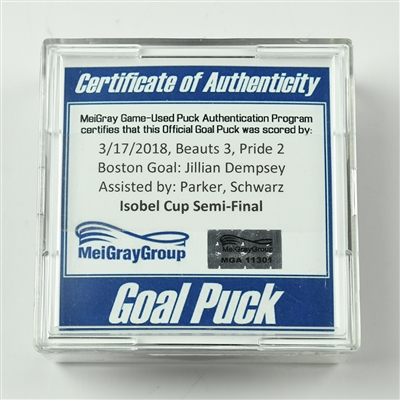 Certificate of Authenticity
MeiGray Game-Used Puck Authentication Program
certifies that this Official Goal Puck was scored by:
3/17/2018, Beauts 3, Pride 2
Boston Goal: Jillian Dempsey
Assisted by: Parker, Schwarz
Isobel Cup Semi-Final
MeiGrayGroup
MeiGrayGroup
MGA 11301
Goal Puck